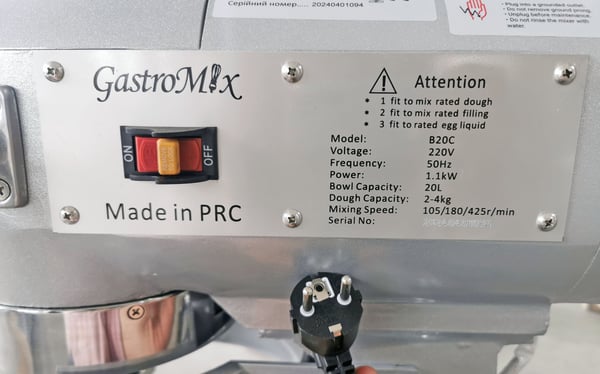 Серійний номер..... 20240401094
• Plug into a grounded outlet.
• Do not remove ground prong.
• Unplug before maintenance.
• Do not rinse the mixer with
water.
GastroMix
Attention
* 1 fit to mix rated dough
* 2 fit to mix rated filling
* 3 fit to rated egg liquid
ON
OFF
Model: B20C
Voltage: 220V
Frequency: 50Hz
Power: 1.1kW
Bowl Capacity: 20L
Dough Capacity: 2-4kg
Mixing Speed: 105/180/425r/min
Serial No:
Made in PRC